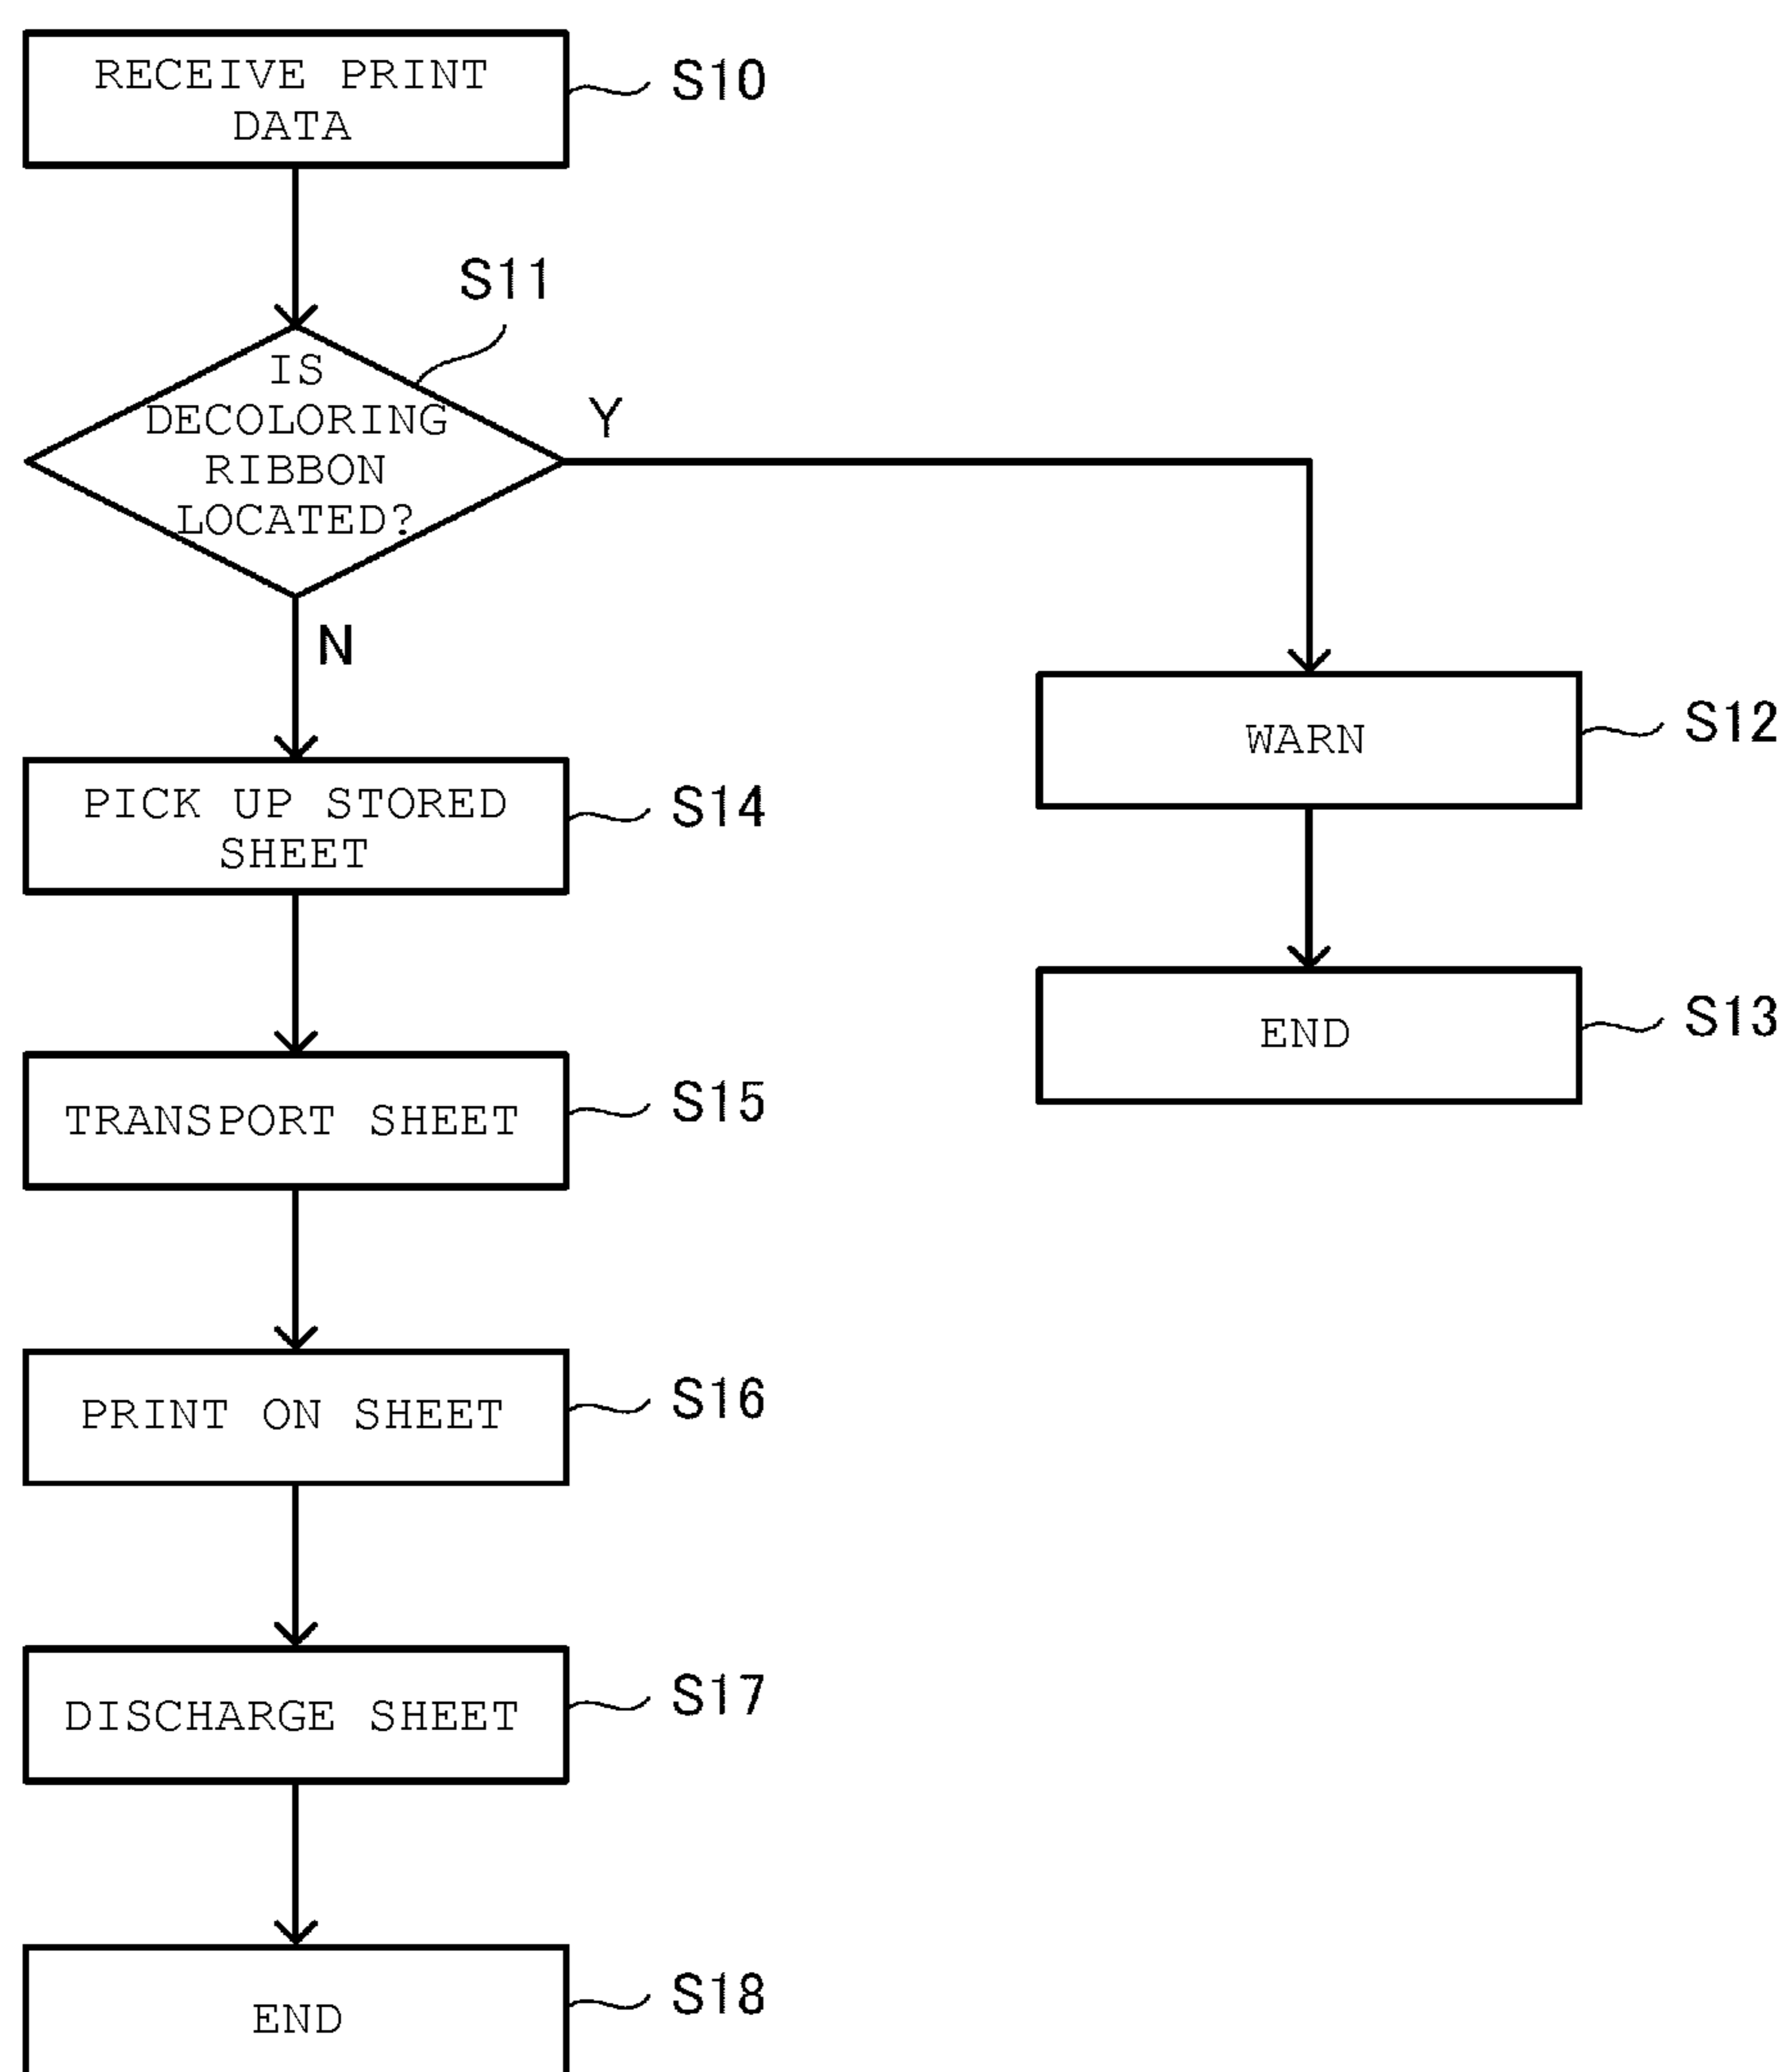 RECEIVE PRINT
DATA
S10
S11
IS
DECOLORING
RIBBON
LOCATED?
Y
N
WARN
S12
PICK UP STORED
SHEET
S14
END
S13
TRANSPORT SHEET
S15
PRINT ON SHEET
S16
DISCHARGE SHEET
S17
END
S18